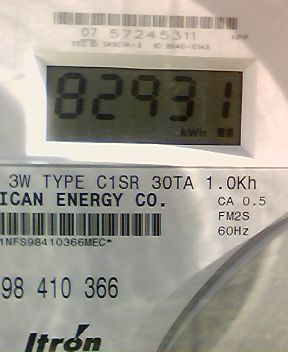 07 57245311
82931
kWh
3W TYPE C1SR 30TA 1.0Kh
ICAN ENERGY CO.
CA 0.5
FM2S
60Hz
1NFS98410366MEC*
98 410 366
Itrón